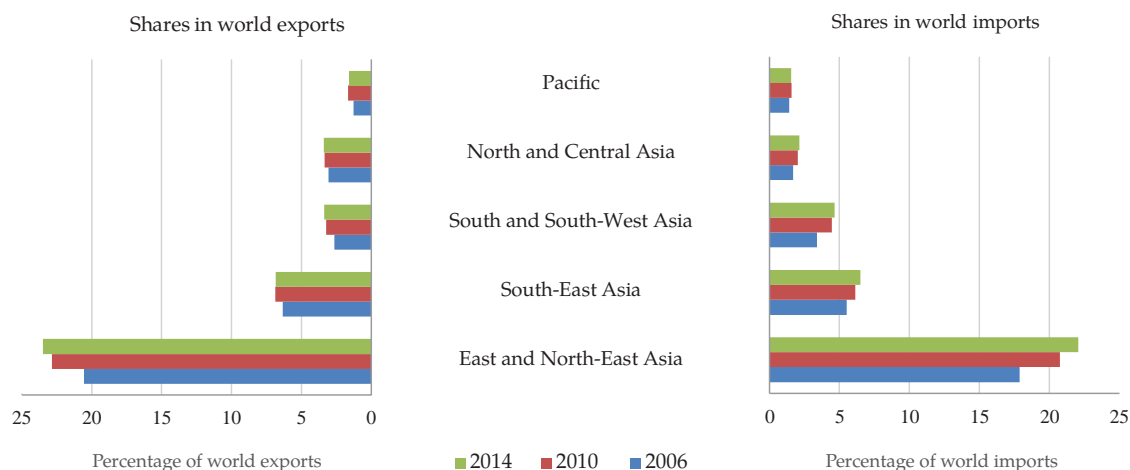 Shares in world exports
Shares in world imports
Pacific
North and Central Asia
South and South-West Asia
South-East Asia
East and North-East Asia
25 20 15 10 5 0
0 5 10 15 20 25
Percentage of world exports
2014 2010 2006
Percentage of world imports